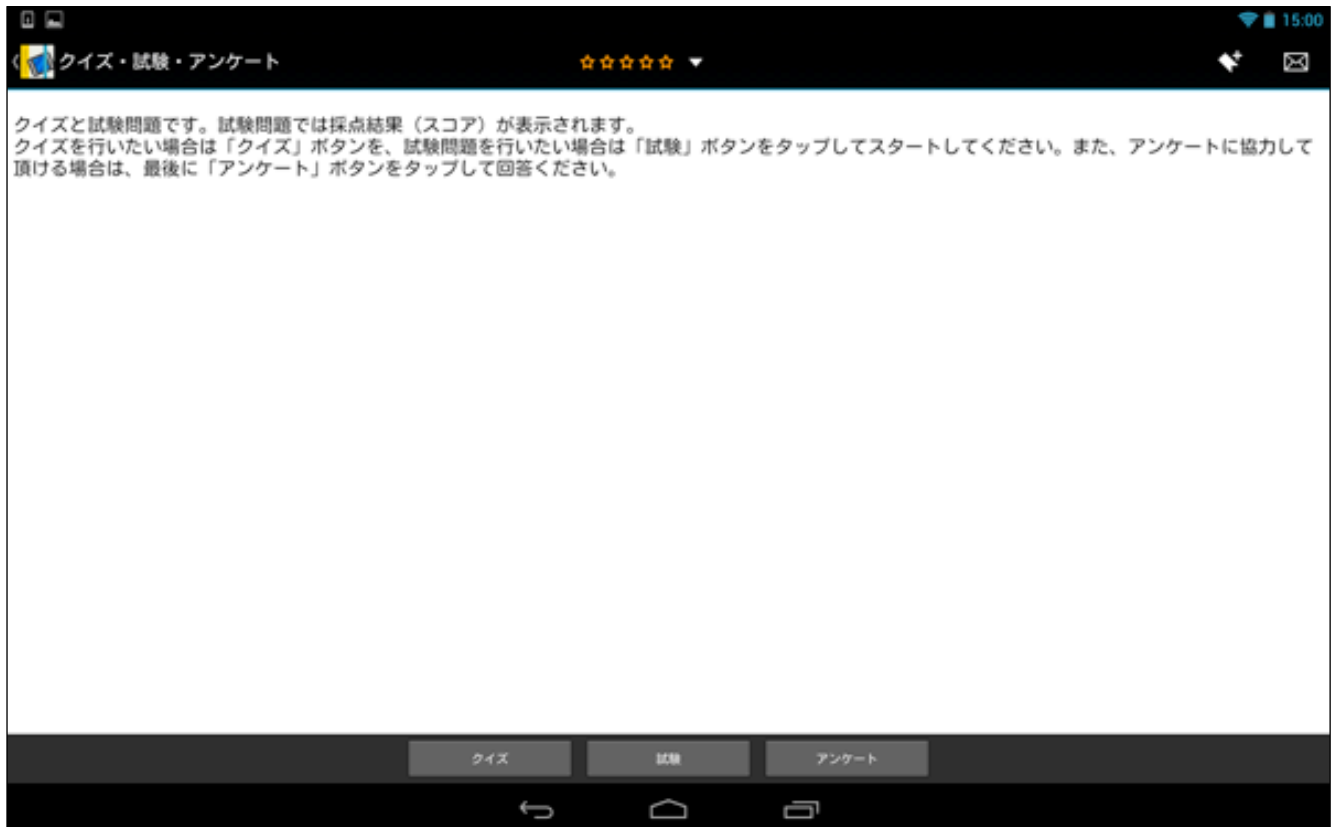 15:00
クイズ・試験・アンケート
クイズと試験問題です。試験問題では採点結果（スコア）が表示されます。
クイズを行いたい場合は「クイズ」ボタンを、試験問題を行いたい場合は「試験」ボタンをタップしてスタートしてください。また、アンケートに協力して
頂ける場合は、最後に「アンケート」ボタンをタップして回答ください。
クイズ
試験
アンケート